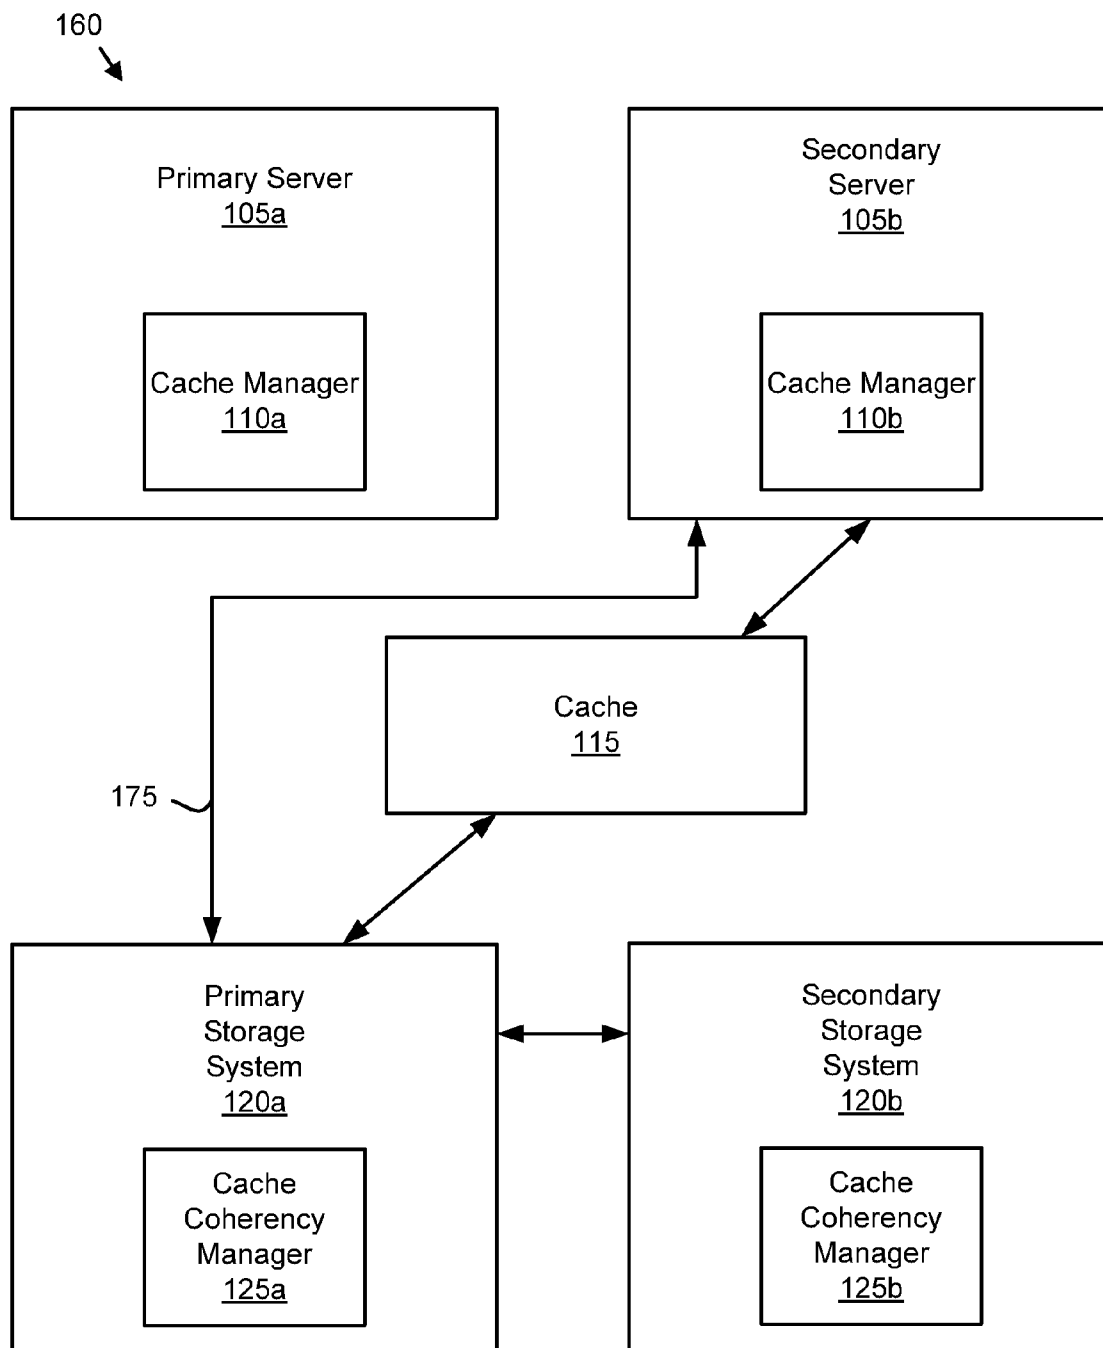 160
Primary Server
105a
Cache Manager
110a
Secondary
Server
105b
Cache Manager
110b
Cache
115
175
Primary
Storage
System
120a
Cache
Coherency
Manager
125a
Secondary
Storage
System
120b
Cache
Coherency
Manager
125b